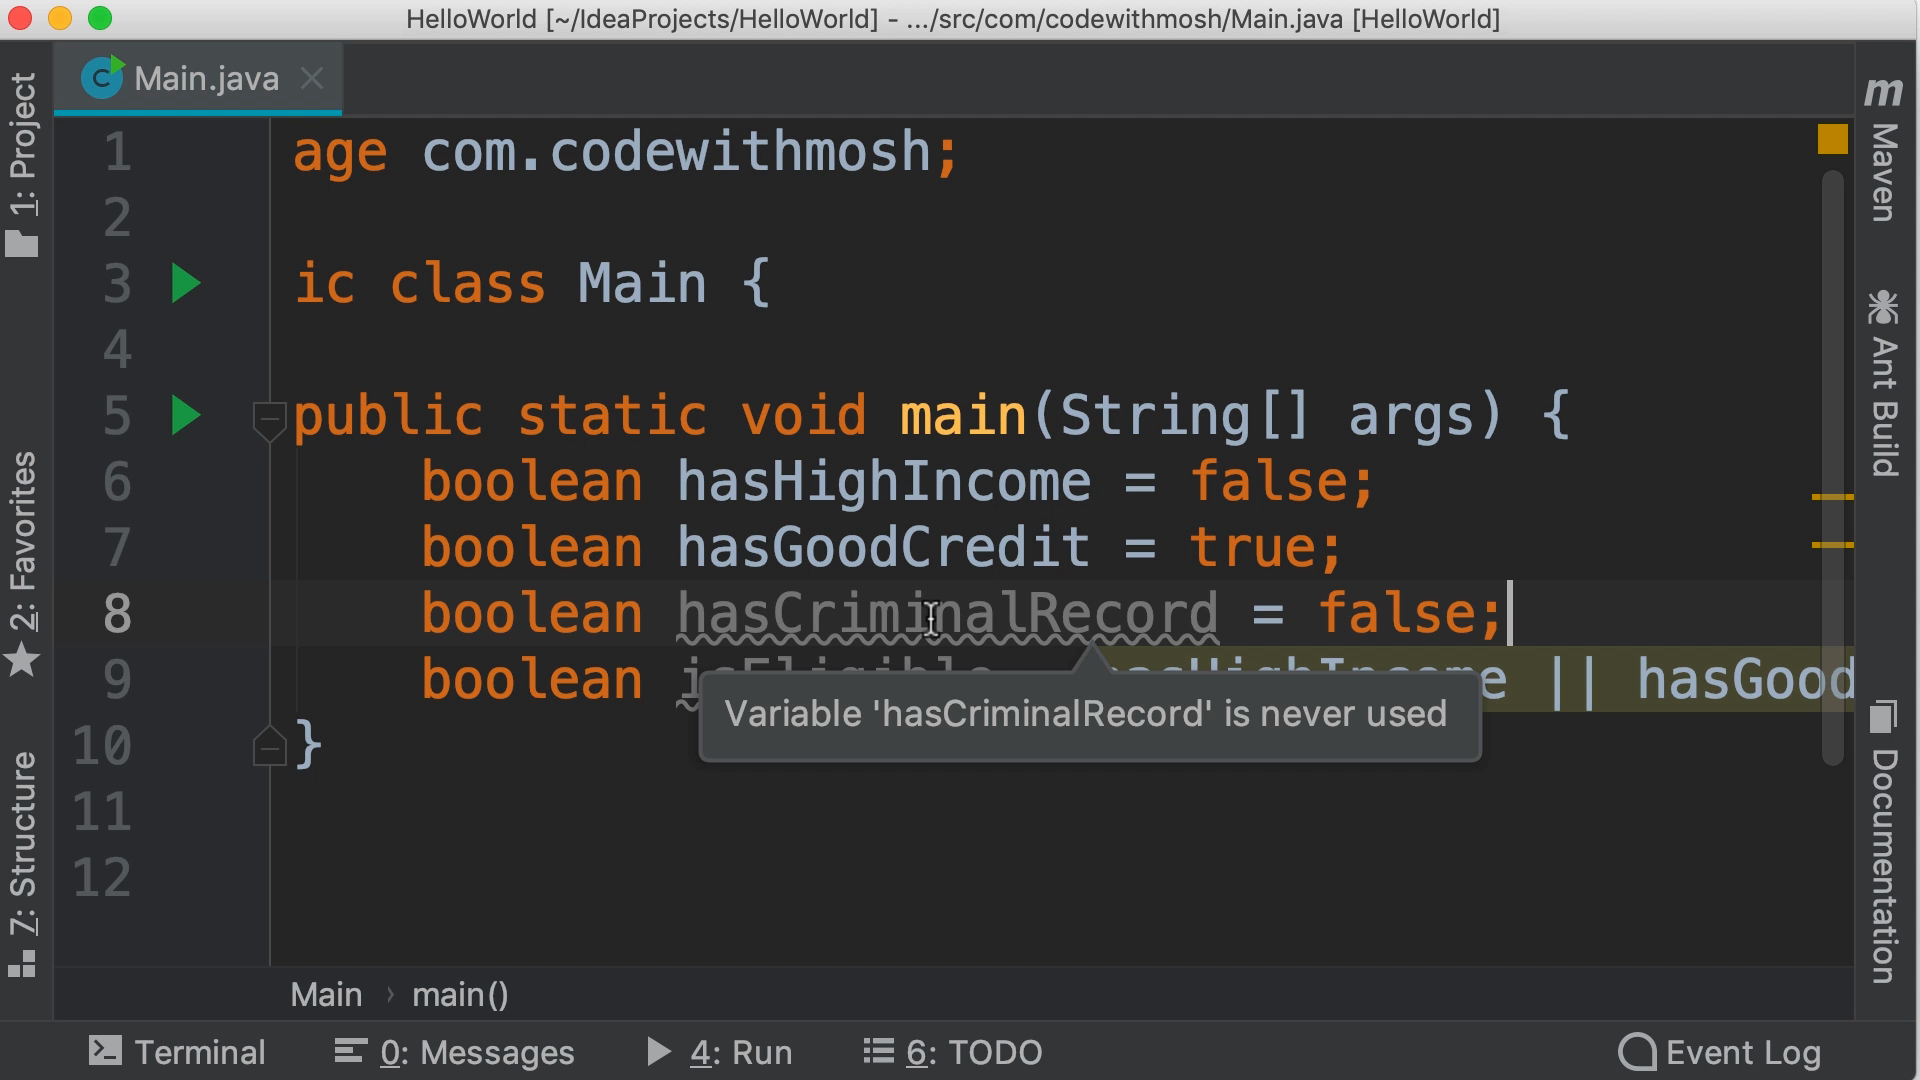 HelloWorld [~/IdeaProjects/HelloWorld] - .../src/com/codewithmosh/Main.java [HelloWorld]
Main.java
1 age com.codewithmosh;
2
3 ic class Main {
4
5 public static void main(String[] args) {
6 boolean hasHighIncome = false;
7 boolean hasGoodCredit = true;
8 boolean hasCriminalRecord = false;
9 boolean isEligible hasHighIncome || hasGood
Variable 'hasCriminalRecord' is never used
10 }
11
12
Main › main()
1: Project
2: Favorites
7: Structure
m
Maven
Ant Build
Documentation
Terminal
0: Messages
4: Run
6: TODO
Event Log